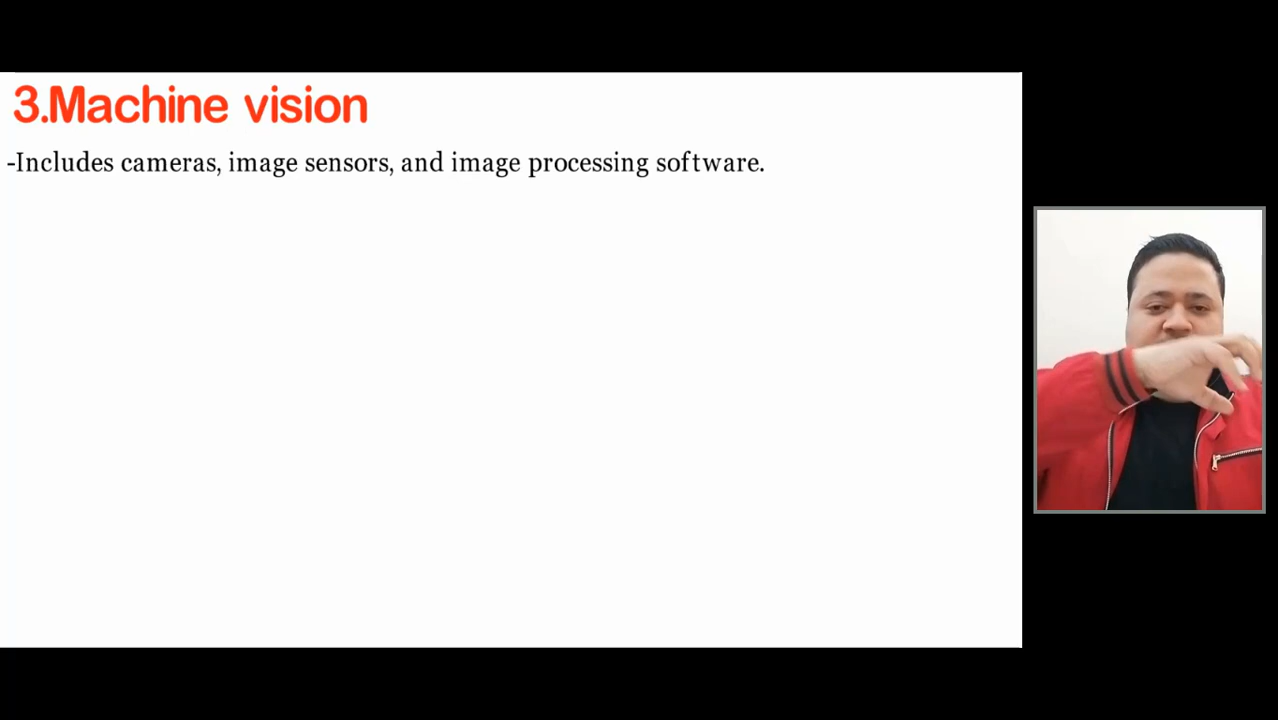 3.Machine vision
-Includes cameras, image sensors, and image processing software.